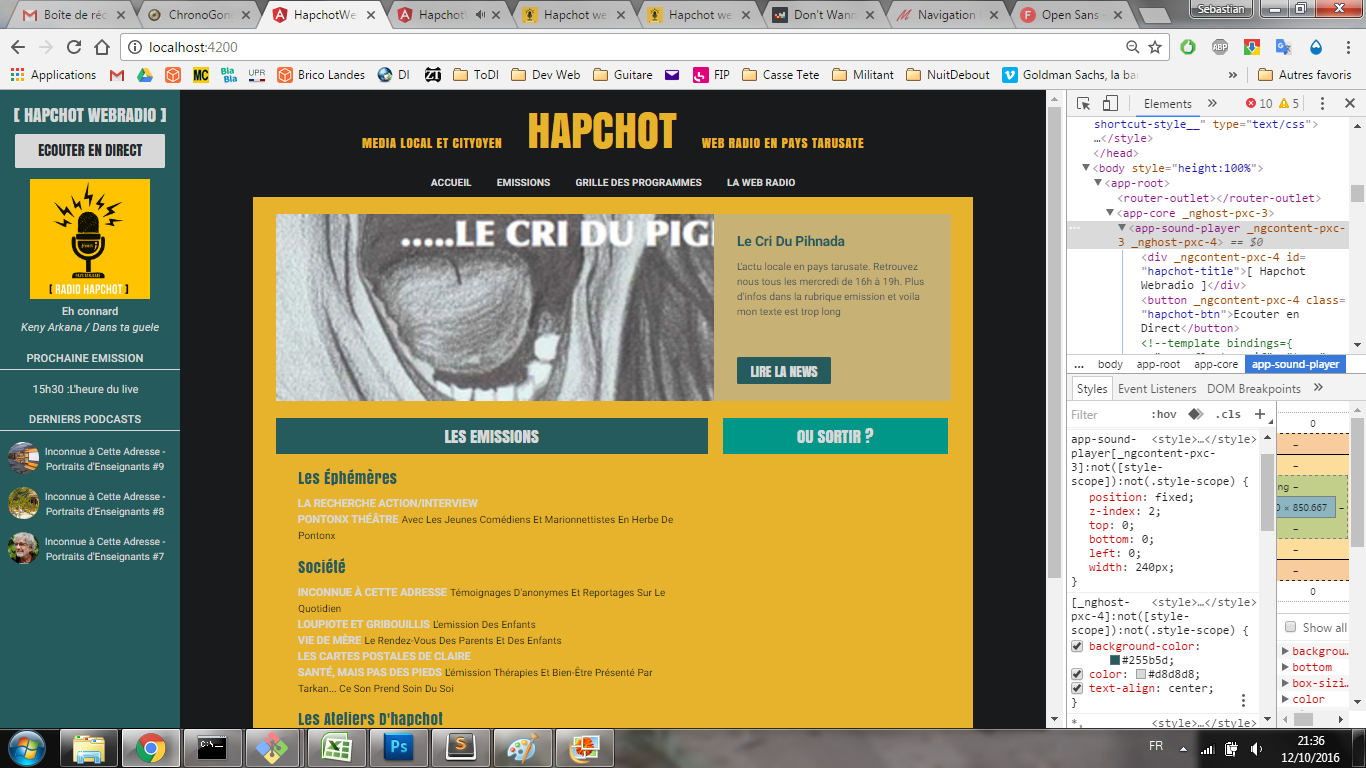 Boîte de réc
ChronoGon
HapchotWe
Hapchot
Hapchot we
Hapchot we
Don't Wann
Navigation
Open Sans
Sebastian
localhost:4200
Applications
MC
Bla Bla
UPR
Brico Landes
DI
ToDI
Dev Web
Guitare
FIP
Casse Tete
Militant
NuitDebout
Goldman Sachs, la ba
»
Autres favoris
[ HAPCHOT WEBRADIO ]
ECOUTER EN DIRECT
[ RADIO HAPCHOT ]
Eh connard
Keny Arkana / Dans ta guele
PROCHAINE EMISSION
15h30 :L'heure du live
DERNIERS PODCASTS
Inconnue à Cette Adresse -
Portraits d'Enseignants #9
Inconnue à Cette Adresse -
Portraits d'Enseignants #8
Inconnue à Cette Adresse -
Portraits d'Enseignants #7
MEDIA LOCAL ET CITYOYEN
HAPCHOT
WEB RADIO EN PAYS TARUSATE
ACCUEIL
EMISSIONS
GRILLE DES PROGRAMMES
LA WEB RADIO
.....LE CRI DU PIG
Le Cri Du Pihnada
L'actu locale en pays tarusate. Retrouvez
nous tous les mercredi de 16h à 19h. Plus
d'infos dans la rubrique emission et voila
mon texte est trop long
LIRE LA NEWS
LES EMISSIONS
OU SORTIR ?
Les Éphémères
LA RECHERCHE ACTION/INTERVIEW
PONTONX THÉÂTRE Avec Les Jeunes Comédiens Et Marionnettistes En Herbe De
Pontonx
Société
INCONNUE À CETTE ADRESSE Témoignages D'anonymes Et Reportages Sur Le
Quotidien
LOUPIOTE ET GRIBOUILLIS L'emission Des Enfants
VIE DE MÈRE Le Rendez-Vous Des Parents Et Des Enfants
LES CARTES POSTALES DE CLAIRE
SANTÉ, MAIS PAS DES PIEDS L'émission Thérapies Et Bien-Être Présenté Par
Tarkan... Ce Son Prend Soin Du Soi
Les Ateliers D'hapchot
Elements
»
10
5
shortcut-style__" type="text/css">
…</style>
</head>
<body style="height:100%">
<app-root>
<router-outlet></router-outlet>
<app-core _nghost-pxc-3>
<app-sound-player _ngcontent-pxc-
3 _nghost-pxc-4> == $0
<div _ngcontent-pxc-4 id=
"hapchot-title">[ Hapchot
Webradio ]</div>
<button _ngcontent-pxc-4 class=
"hapchot-btn">Ecouter en
Direct</button>
<!--template bindings={
...
body
app-root
app-core
app-sound-player
Styles
Event Listeners
DOM Breakpoints
»
Filter
:hov
.cls
+
app-sound-
<style>…</style>
player[_ngcontent-pxc-
3]:not([style-
scope]):not(.style-scope) {
position: fixed;
z-index: 2;
top: 0;
bottom: 0;
left: 0;
width: 240px;
}
[_nghost-
<style>…</style>
pxc-4]:not([style-
scope]):not(.style-scope) {
background-color:
#255b5d;
color: #d8d8d8;
text-align: center;
}
*,
<style>…</style>
0
–
–
ng –
0 × 850.667
–
–
–
–
0
Show all
backgrou…
bottom
box-sizi…
color
FR
21:36
12/10/2016